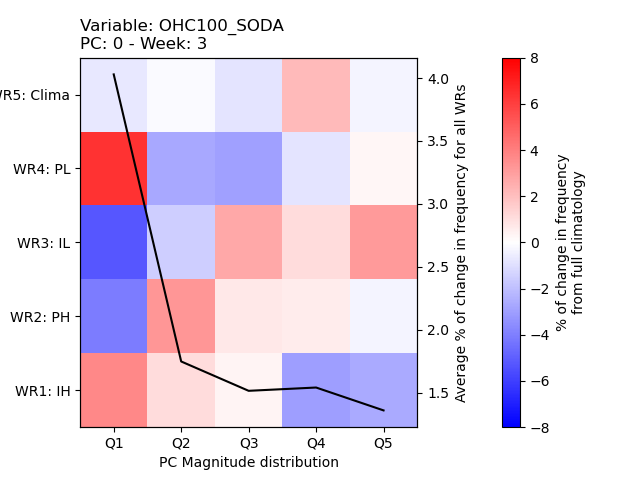 Variable: OHC100_SODA
PC: 0 - Week: 3
WR5: Clima
WR4: PL
WR3: IL
WR2: PH
WR1: IH
Q1 Q2 Q3 Q4 Q5
PC Magnitude distribution
4.0
3.5
3.0
2.5
2.0
1.5
Average % of change in frequency for all WRs
8
6
4
2
0
−2
−4
−6
−8
% of change in frequency
from full climatology